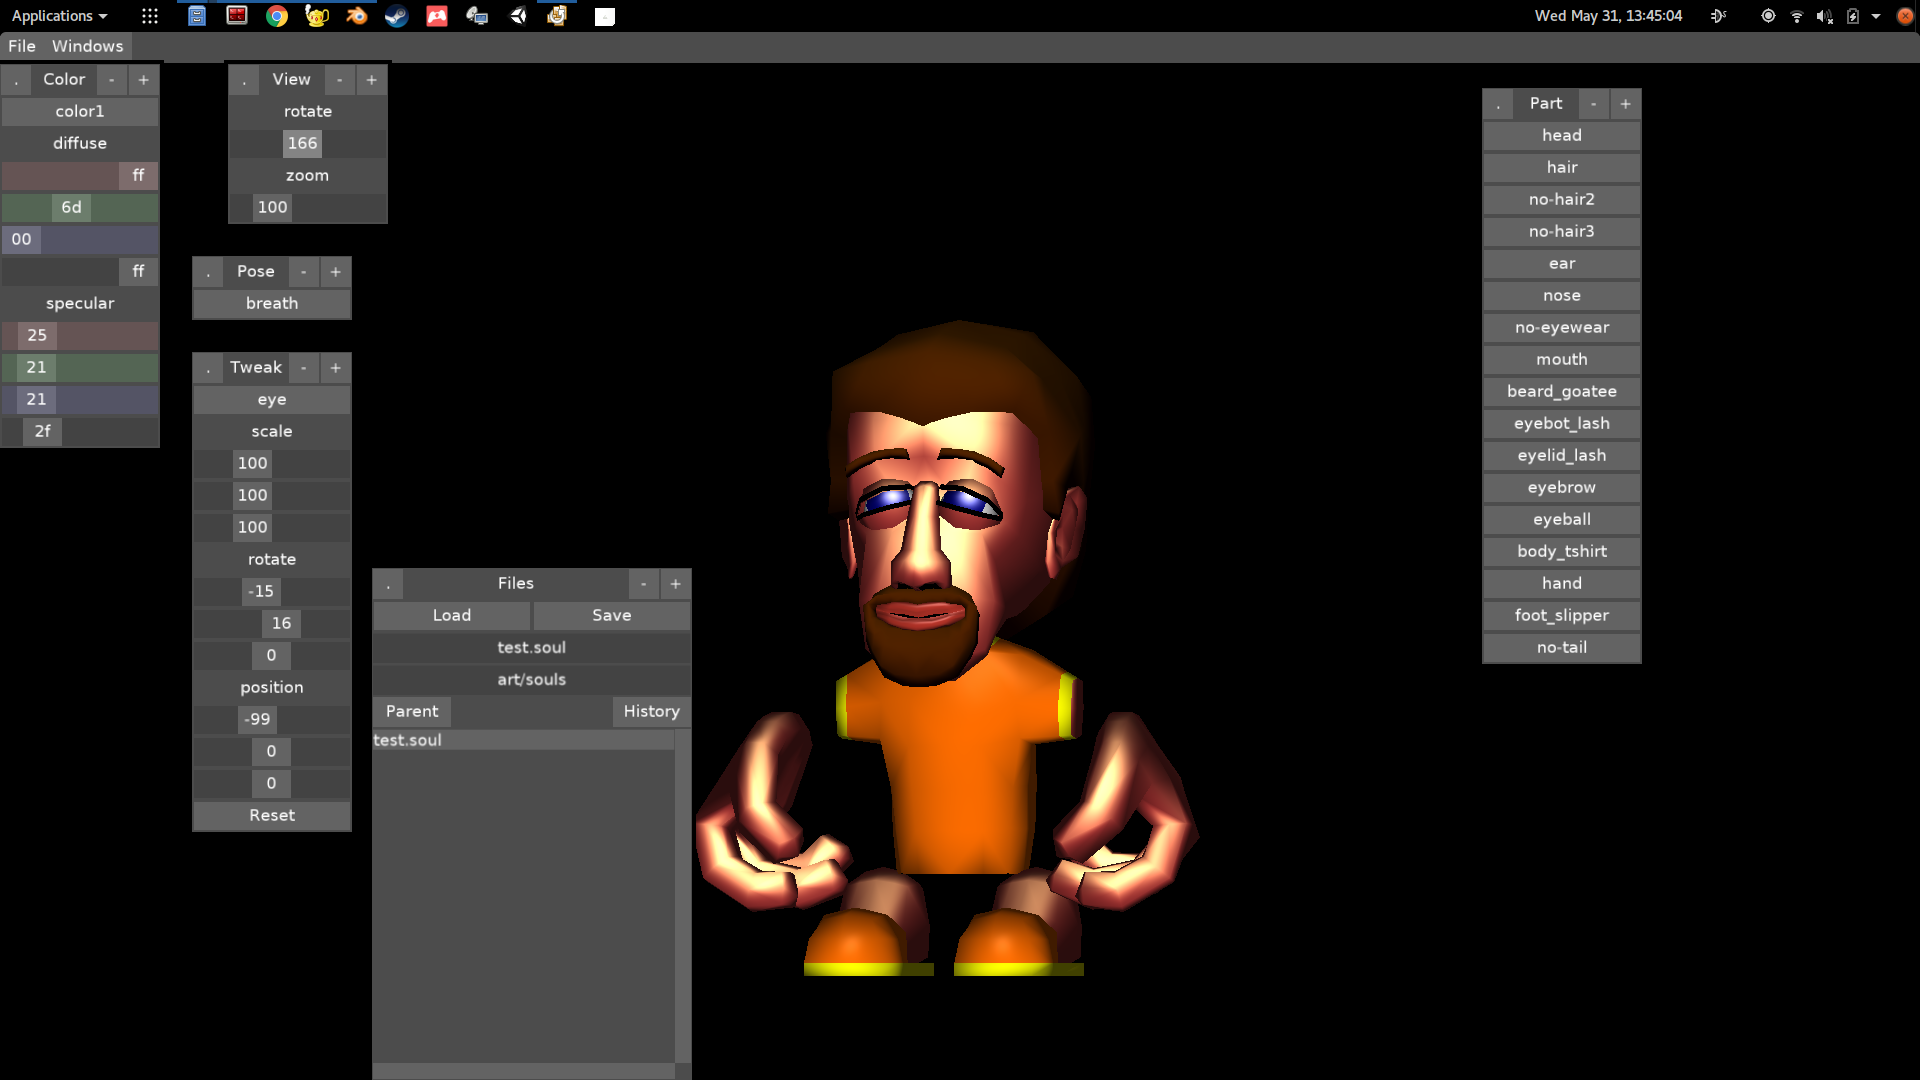 Applications
Wed May 31, 13:45:04
File Windows
. Color - +
color1
diffuse
ff
6d
00
ff
specular
25
21
21
2f
. View - +
rotate
166
zoom
100
. Pose - +
breath
. Tweak - +
eye
scale
100
100
100
rotate
-15
16
0
position
-99
0
0
Reset
. Files - +
Load Save
test.soul
art/souls
Parent History
test.soul
. Part - +
head
hair
no-hair2
no-hair3
ear
nose
no-eyewear
mouth
beard_goatee
eyebot_lash
eyelid_lash
eyebrow
eyeball
body_tshirt
hand
foot_slipper
no-tail